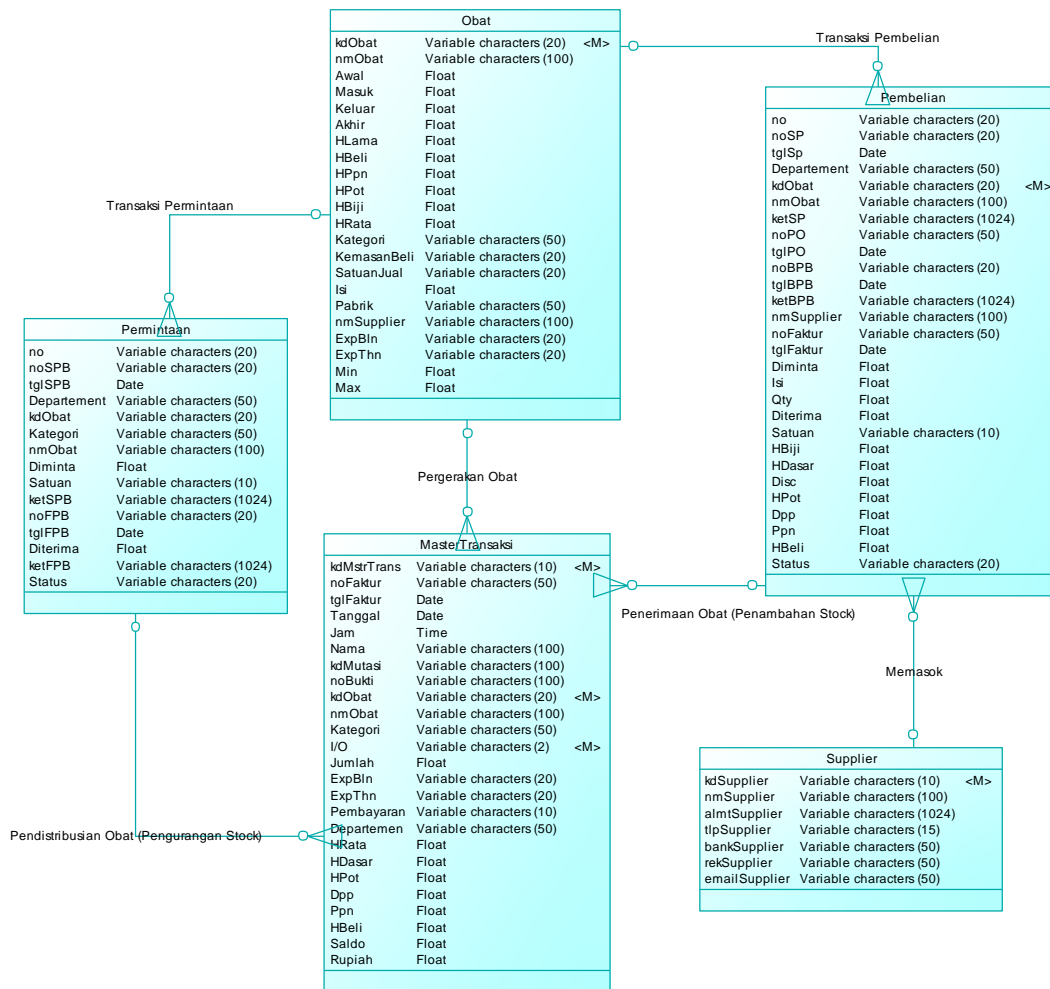 Obat
kdObat Variable characters (20) <M>
nmObat Variable characters (100)
Awal Float
Masuk Float
Keluar Float
Akhir Float
HLama Float
HBeli Float
HPpn Float
HPot Float
HBiji Float
HRata Float
Kategori Variable characters (50)
KemasanBeli Variable characters (20)
SatuanJual Variable characters (20)
Isi Float
Pabrik Variable characters (50)
nmSupplier Variable characters (100)
ExpBln Variable characters (20)
ExpThn Variable characters (20)
Min Float
Max Float
Transaksi Pembelian
Pembelian
no Variable characters (20)
noSP Variable characters (20)
tglSp Date
Departement Variable characters (50)
kdObat Variable characters (20) <M>
nmObat Variable characters (100)
ketSP Variable characters (1024)
noPO Variable characters (50)
tglPO Date
noBPB Variable characters (20)
tglBPB Date
ketBPB Variable characters (1024)
nmSupplier Variable characters (100)
noFaktur Variable characters (50)
tglFaktur Date
Diminta Float
Isi Float
Qty Float
Diterima Float
Satuan Variable characters (10)
HBiji Float
HDasar Float
Disc Float
HPot Float
Dpp Float
Ppn Float
HBeli Float
Status Variable characters (20)
Transaksi Permintaan
Permintaan
no Variable characters (20)
noSPB Variable characters (20)
tglSPB Date
Departement Variable characters (50)
kdObat Variable characters (20)
Kategori Variable characters (50)
nmObat Variable characters (100)
Diminta Float
Satuan Variable characters (10)
ketSPB Variable characters (1024)
noFPB Variable characters (20)
tglFPB Date
Diterima Float
ketFPB Variable characters (1024)
Status Variable characters (20)
Pergerakan Obat
MasterTransaksi
kdMstrTrans Variable characters (10) <M>
noFaktur Variable characters (50)
tglFaktur Date
Tanggal Date
Jam Time
Nama Variable characters (100)
kdMutasi Variable characters (100)
noBukti Variable characters (100)
kdObat Variable characters (20) <M>
nmObat Variable characters (100)
Kategori Variable characters (50)
I/O Variable characters (2) <M>
Jumlah Float
ExpBln Variable characters (20)
ExpThn Variable characters (20)
Pembayaran Variable characters (10)
Departemen Variable characters (50)
HRata Float
HDasar Float
HPot Float
Dpp Float
Ppn Float
HBeli Float
Saldo Float
Rupiah Float
Penerimaan Obat (Penambahan Stock)
Memasok
Pendistribusian Obat (Pengurangan Stock)
Supplier
kdSupplier Variable characters (10) <M>
nmSupplier Variable characters (100)
almtSupplier Variable characters (1024)
tlpSupplier Variable characters (15)
bankSupplier Variable characters (50)
rekSupplier Variable characters (50)
emailSupplier Variable characters (50)